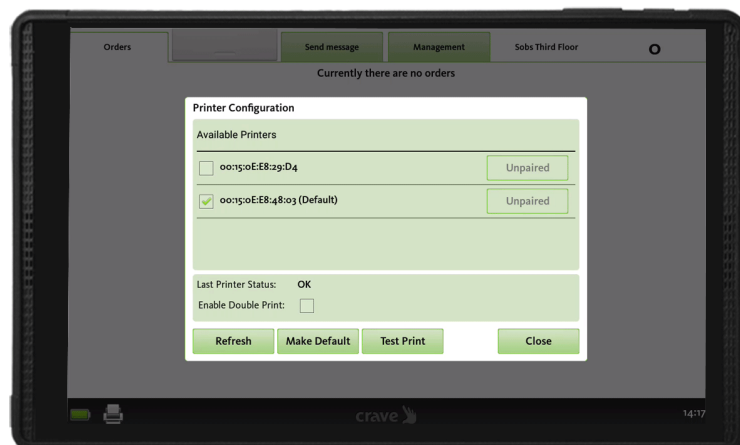 Orders
Send message
Management
Sobs Third Floor
O
Currently there are no orders
Printer Configuration
Available Printers
00:15:0E:E8:29:D4
Unpaired
00:15:0E:E8:48:03 (Default)
Unpaired
Last Printer Status: OK
Enable Double Print:
Refresh
Make Default
Test Print
Close
crave
14:17